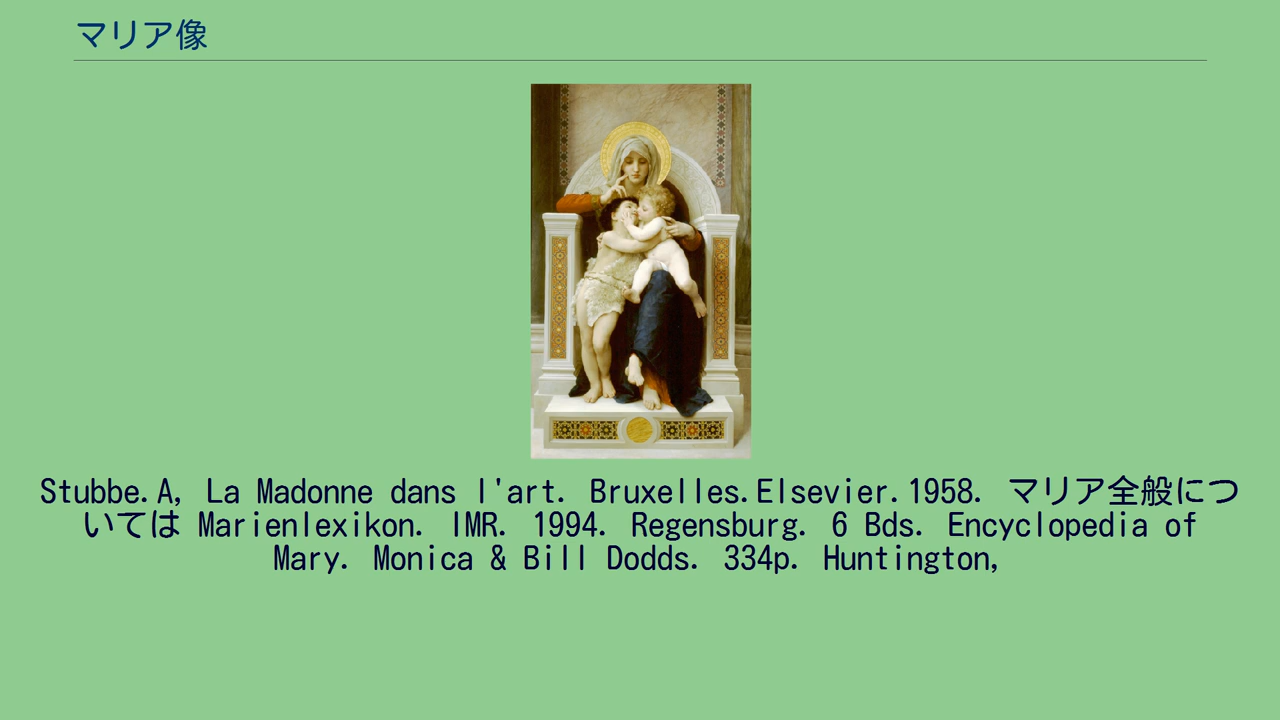 マリア像
Stubbe.A, La Madonne dans l'art. Bruxelles.Elsevier.1958. マリア全般につ
いては Marienlexikon. IMR. 1994. Regensburg. 6 Bds. Encyclopedia of
Mary. Monica & Bill Dodds. 334p. Huntington,